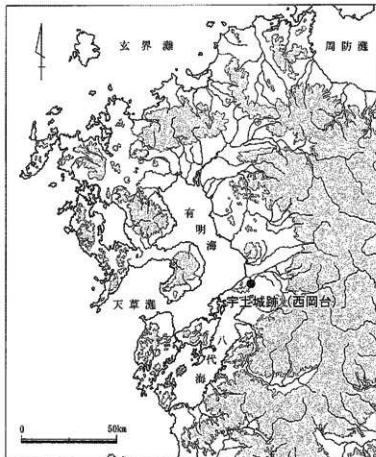 玄界灘
周防灘
有明海
宇土城跡（西岡台）
天草灘
八代海
0
50km